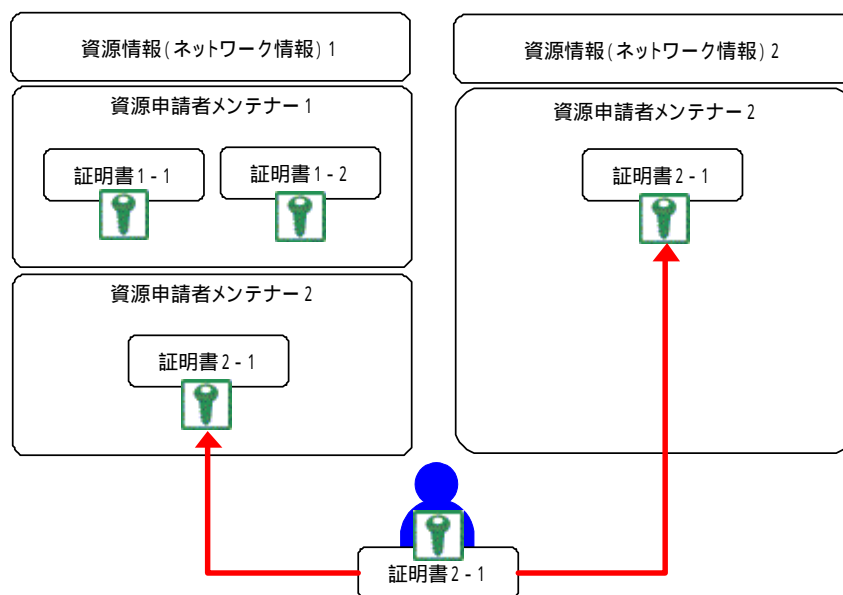 資源情報(ネットワーク情報) 1
資源申請者メンテナー 1
証明書1 - 1
証明書1 - 2
資源申請者メンテナー 2
証明書2 - 1
資源情報(ネットワーク情報) 2
資源申請者メンテナー 2
証明書2 - 1
証明書2 - 1